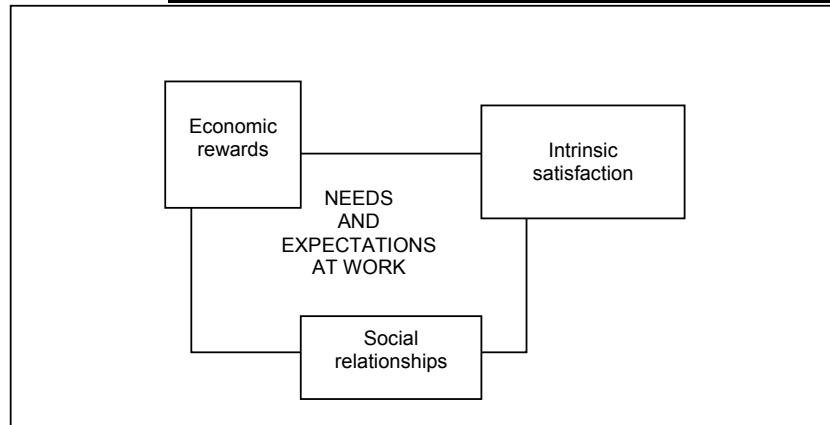 Economic
rewards
Intrinsic
satisfaction
NEEDS
AND
EXPECTATIONS
AT WORK
Social
relationships